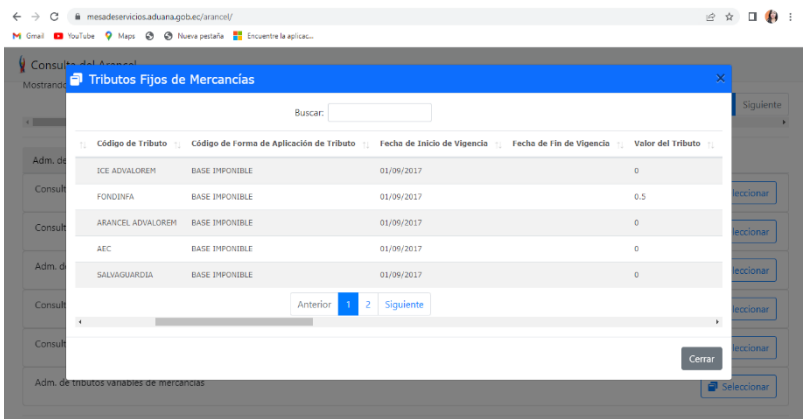 mesadeservicios.aduana.gob.ec/arancel/
Gmail YouTube Maps Nueva pestaña Encuentre la aplicac...
Consulta del Arancel
Mostrando
Tributos Fijos de Mercancías ×
Siguiente
Buscar:
Código de Tributo Código de Forma de Aplicación de Tributo Fecha de Inicio de Vigencia Fecha de Fin de Vigencia Valor del Tributo
Adm. de
ICE ADVALOREM BASE IMPONIBLE 01/09/2017 0
Consult
FONDINFA BASE IMPONIBLE 01/09/2017 0.5
leccionar
ARANCEL ADVALOREM BASE IMPONIBLE 01/09/2017 0
Consult
leccionar
AEC BASE IMPONIBLE 01/09/2017 0
Adm. d
SALVAGUARDIA BASE IMPONIBLE 01/09/2017 0
leccionar
Consult
Anterior 1 2 Siguiente
leccionar
Consult
leccionar
Cerrar
Adm. de tributos variables de mercancías
Seleccionar